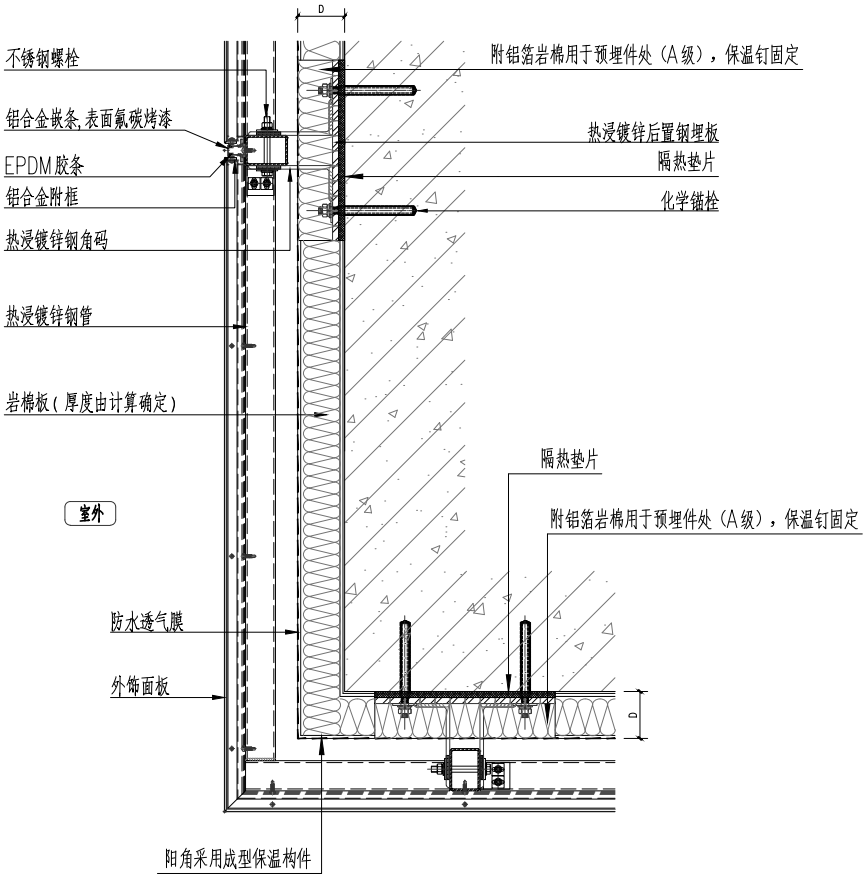 D
不锈钢螺栓
附铝箔岩棉用于预埋件处（A级），保温钉固定
铝合金嵌条,表面氟碳烤漆
热浸镀锌后置钢埋板
EPDM胶条
隔热垫片
铝合金附框
化学锚栓
热浸镀锌钢角码
热浸镀锌钢管
岩棉板(厚度由计算确定)
隔热垫片
室外
附铝箔岩棉用于预埋件处（A级），保温钉固定
防水透气膜
外饰面板
D
阳角采用成型保温构件